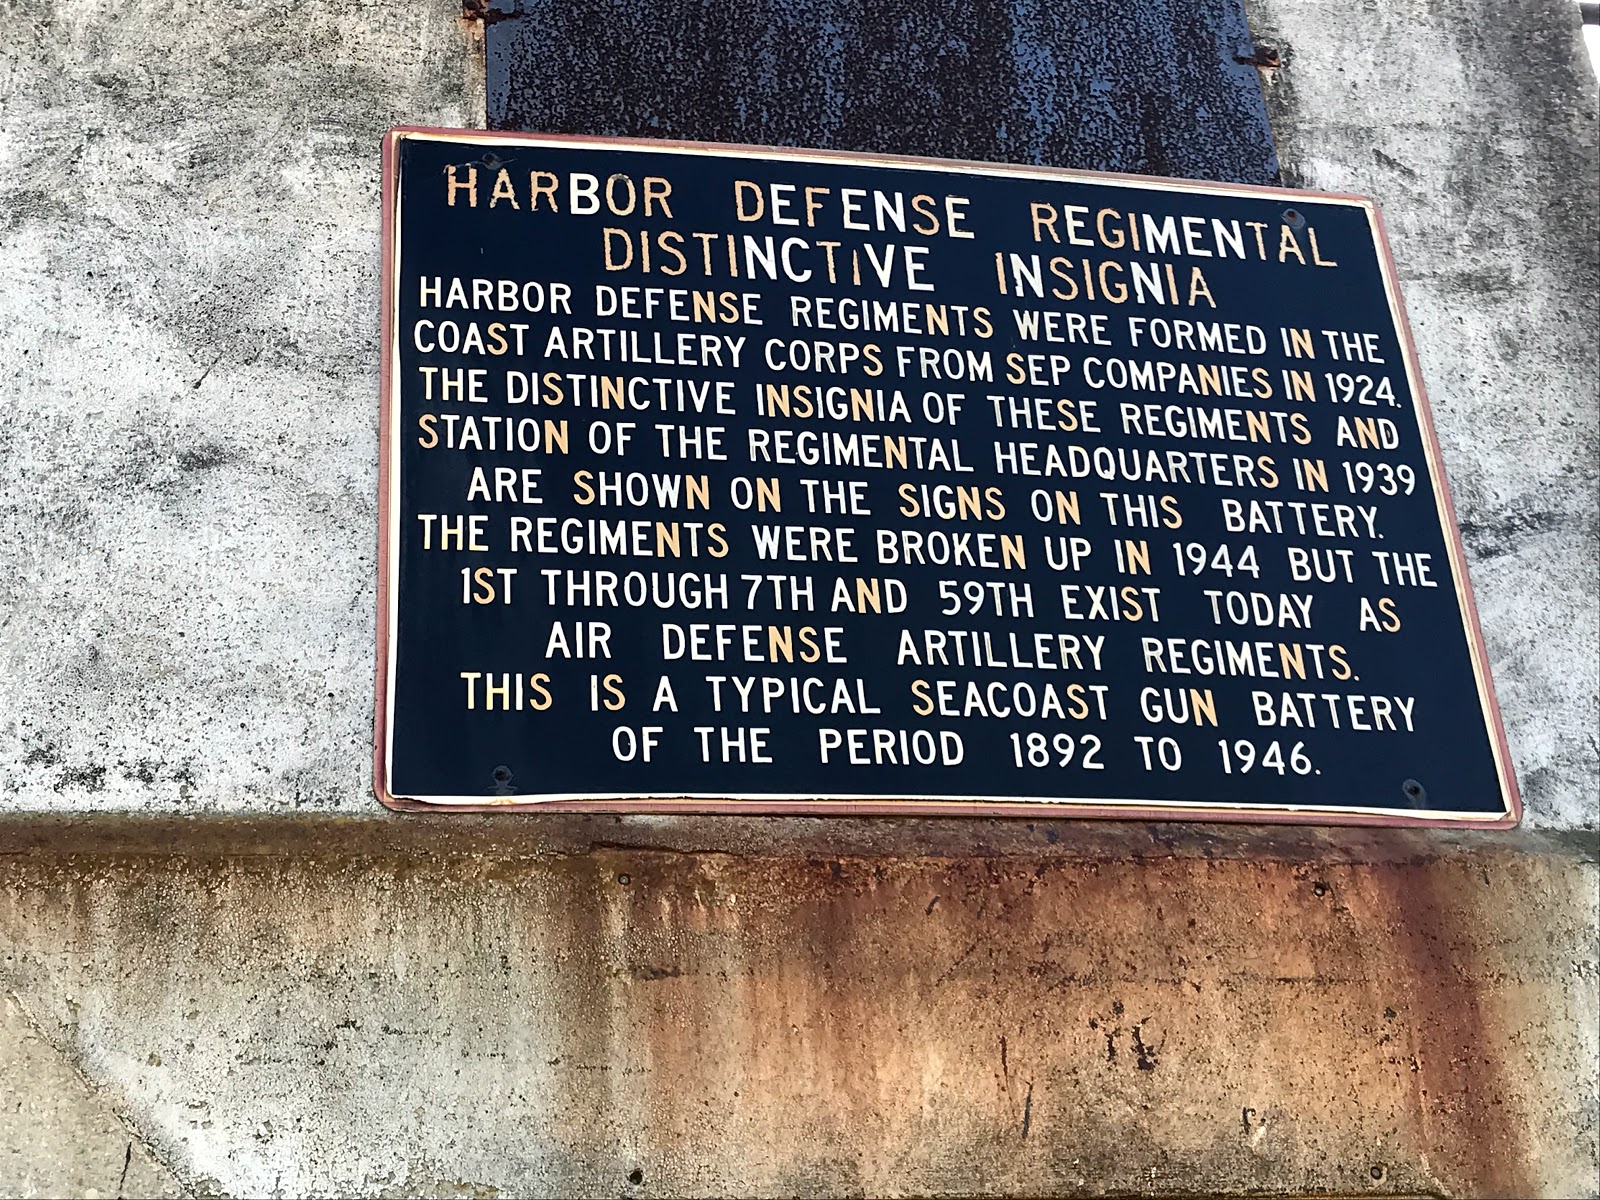 HARBOR DEFENSE REGIMENTAL
DISTINCTIVE INSIGNIA
HARBOR DEFENSE REGIMENTS WERE FORMED IN THE
COAST ARTILLERY CORPS FROM SEP COMPANIES IN 1924.
THE DISTINCTIVE INSIGNIA OF THESE REGIMENTS AND
STATION OF THE REGIMENTAL HEADQUARTERS IN 1939
ARE SHOWN ON THE SIGNS ON THIS BATTERY.
THE REGIMENTS WERE BROKEN UP IN 1944 BUT THE
1ST THROUGH 7TH AND 59TH EXIST TODAY AS
AIR DEFENSE ARTILLERY REGIMENTS.
THIS IS A TYPICAL SEACOAST GUN BATTERY
OF THE PERIOD 1892 TO 1946.